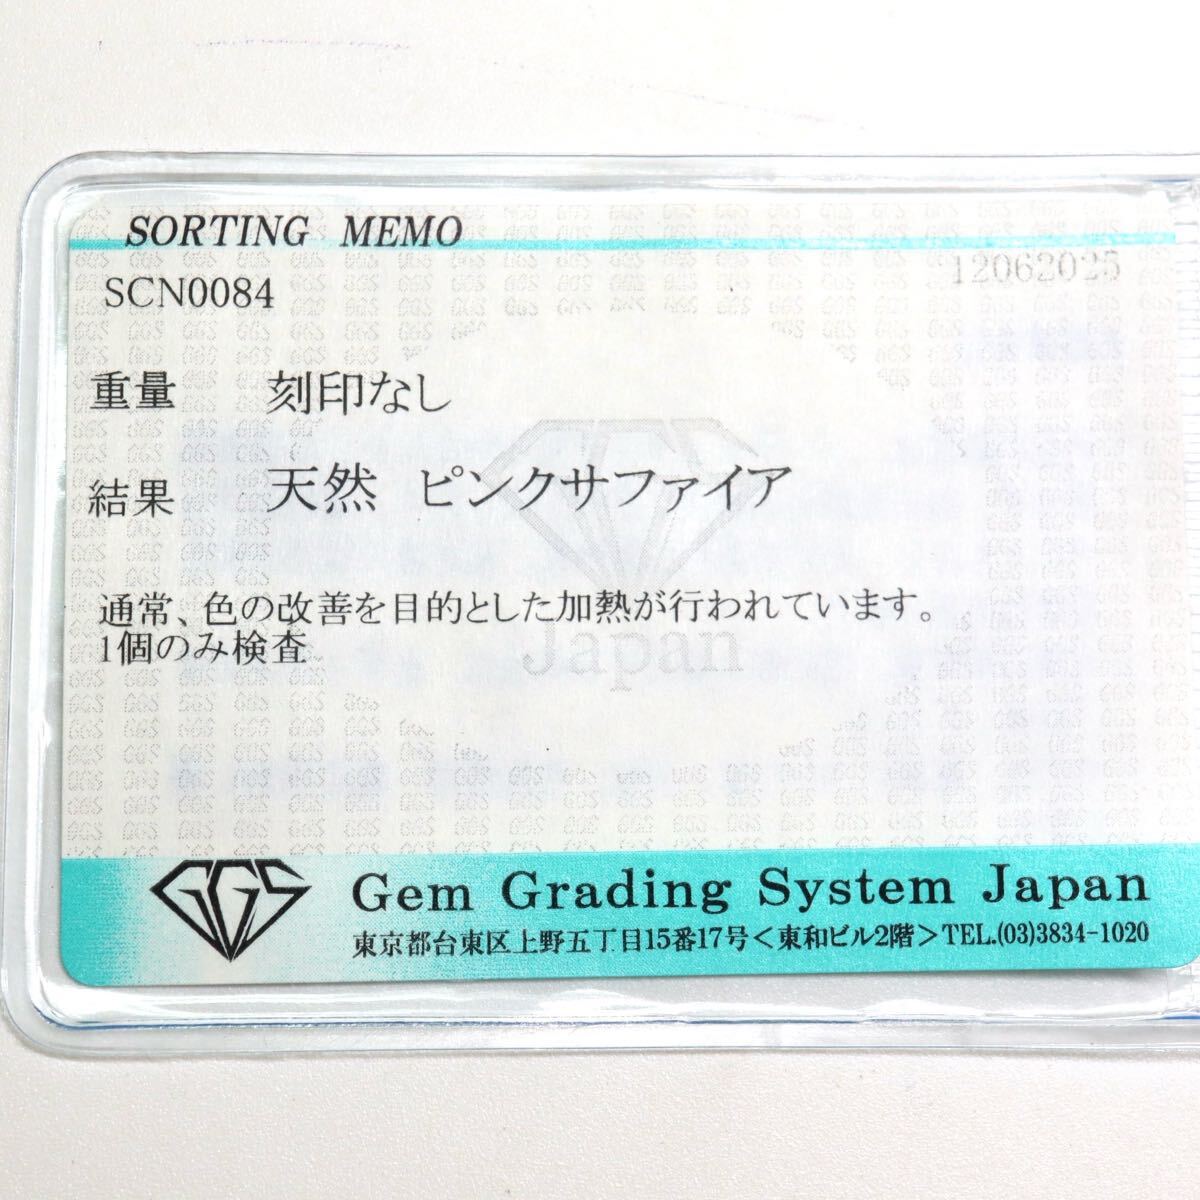 SORTING MEMO
12062025
SCN0084
重量 刻印なし
結果 天然 ピンクサファイア
通常、色の改善を目的とした加熱が行われています。
1個のみ検査
Japan
GGS Gem Grading System Japan
東京都台東区上野五丁目15番17号＜東和ビル2階＞TEL.(03)3834-1020